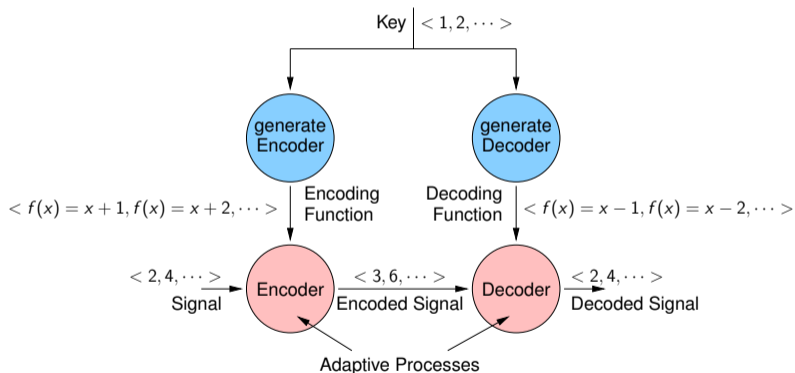 Key < 1, 2, ··· >
generate
Encoder
generate
Decoder
< f(x) = x + 1, f(x) = x + 2, ··· >
Encoding
Function
Decoding
Function
< f(x) = x − 1, f(x) = x − 2, ··· >
< 2, 4, ··· >
Signal
Encoder
< 3, 6, ··· >
Encoded Signal
Decoder
< 2, 4, ··· >
Decoded Signal
Adaptive Processes